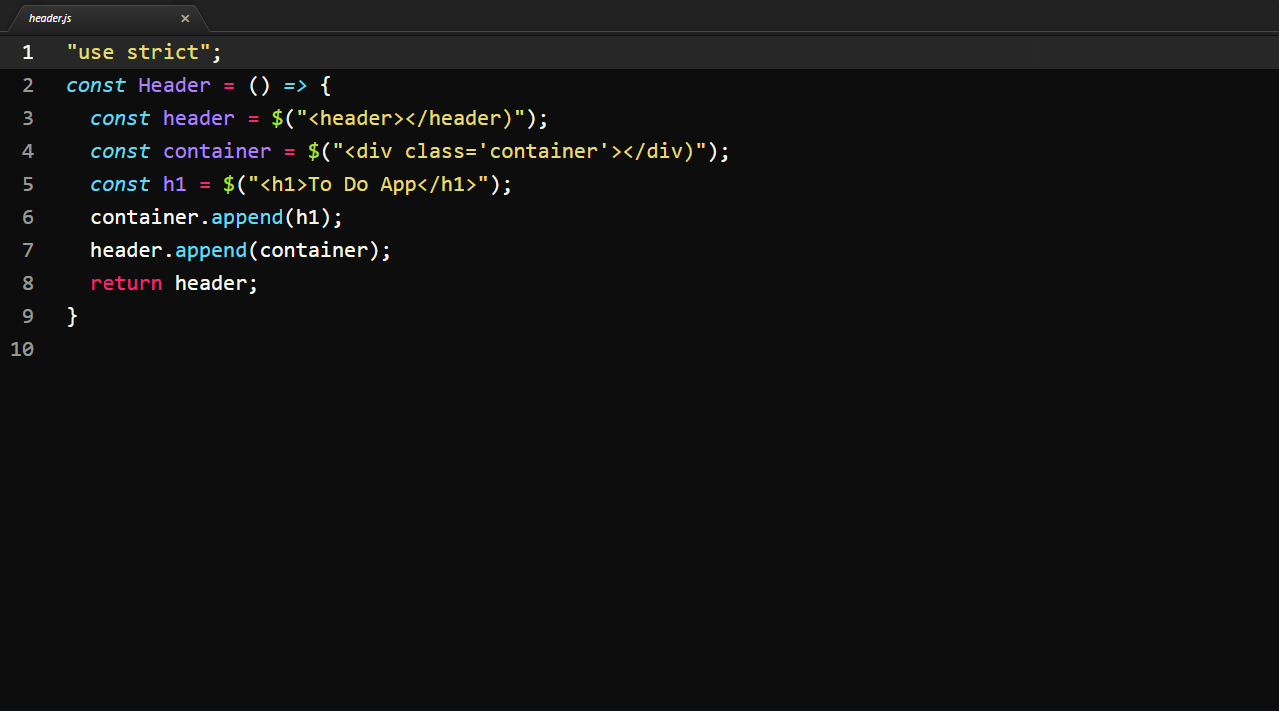 header.js ×
1 "use strict";
2 const Header = () => {
3   const header = $("<header></header)");
4   const container = $("<div class='container'></div)");
5   const h1 = $("<h1>To Do App</h1>");
6   container.append(h1);
7   header.append(container);
8   return header;
9 }
10